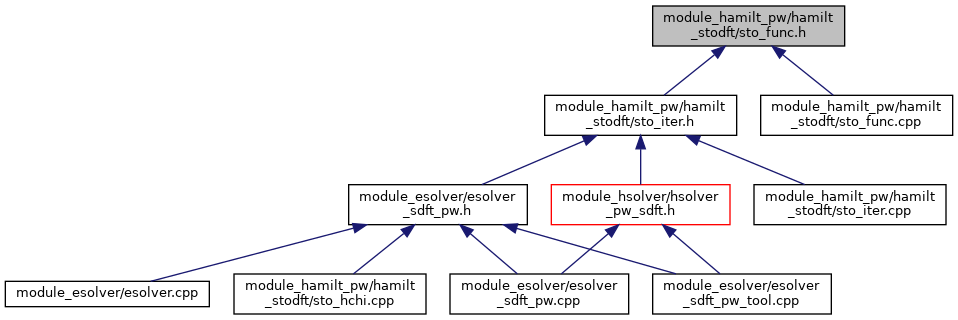 module_hamilt_pw/hamilt
_stodft/sto_func.h
module_hamilt_pw/hamilt
_stodft/sto_iter.h
module_hamilt_pw/hamilt
_stodft/sto_func.cpp
module_esolver/esolver
_sdft_pw.h
module_hsolver/hsolver
_pw_sdft.h
module_hamilt_pw/hamilt
_stodft/sto_iter.cpp
module_esolver/esolver.cpp
module_hamilt_pw/hamilt
_stodft/sto_hchi.cpp
module_esolver/esolver
_sdft_pw.cpp
module_esolver/esolver
_sdft_pw_tool.cpp